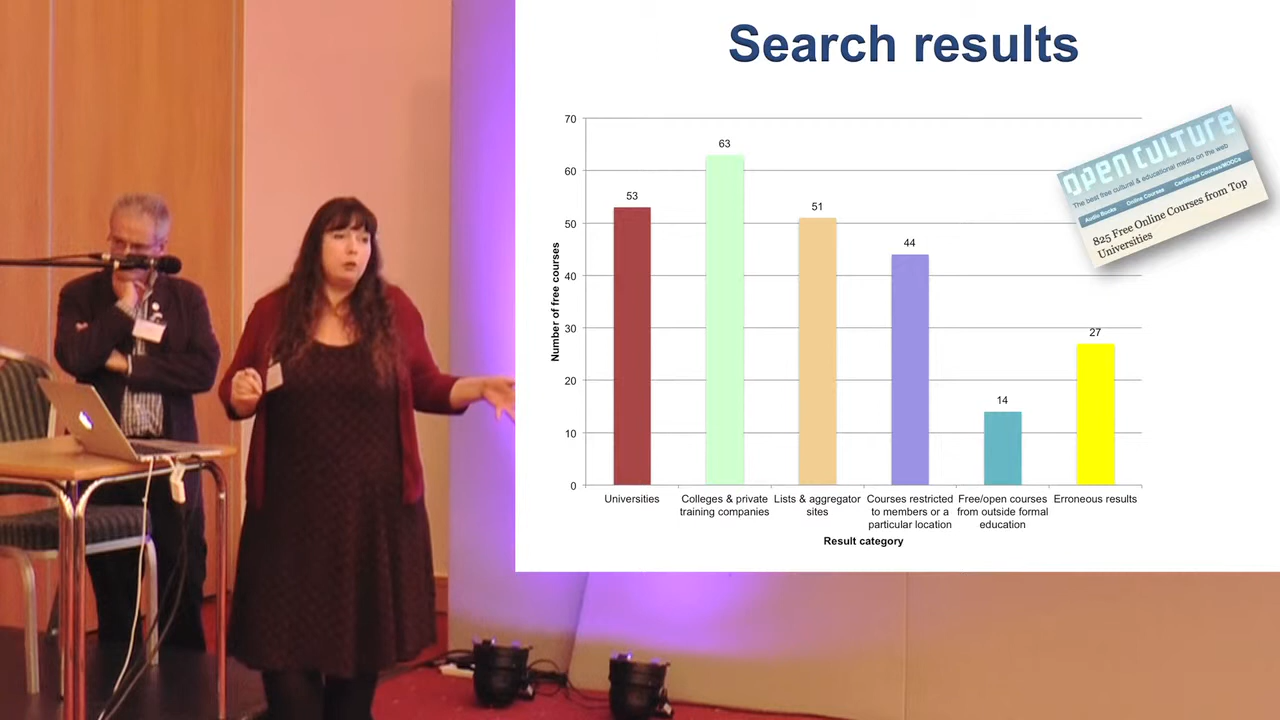 Search results
70
60
50
40
30
20
10
0
Number of free courses
53
63
51
44
14
27
Universities
Colleges & private
training companies
Lists & aggregator
sites
Courses restricted
to members or a
particular location
Free/open courses
from outside formal
education
Erroneous results
Result category
OPEN CULTURE
The best free cultural & educational media on the web
Audio Books Online Courses Certificate Courses/MOOCs
825 Free Online Courses from Top
Universities